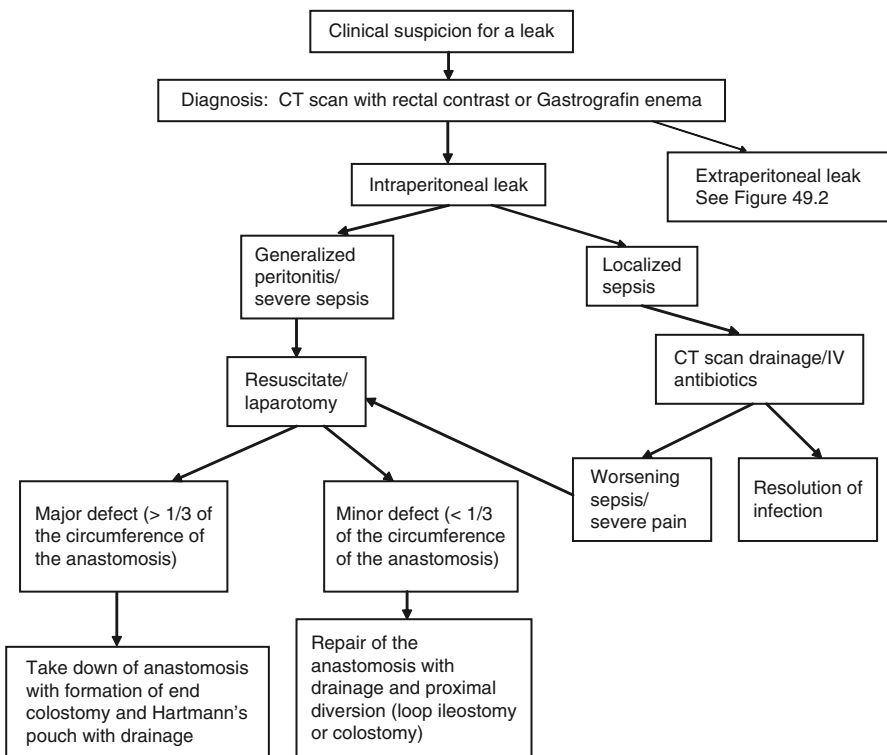 Clinical suspicion for a leak
Diagnosis: CT scan with rectal contrast or Gastrografin enema
Extraperitoneal leak
See Figure 49.2
Intraperitoneal leak
Generalized
peritonitis/
severe sepsis
Localized
sepsis
CT scan drainage/IV
antibiotics
Resuscitate/
laparotomy
Worsening
sepsis/
severe pain
Resolution of
infection
Major defect (> 1/3 of
the circumference of
the anastomosis)
Minor defect (< 1/3
of the circumference
of the anastomosis)
Take down of anastomosis
with formation of end
colostomy and Hartmann's
pouch with drainage
Repair of the
anastomosis with
drainage and proximal
diversion (loop ileostomy
or colostomy)